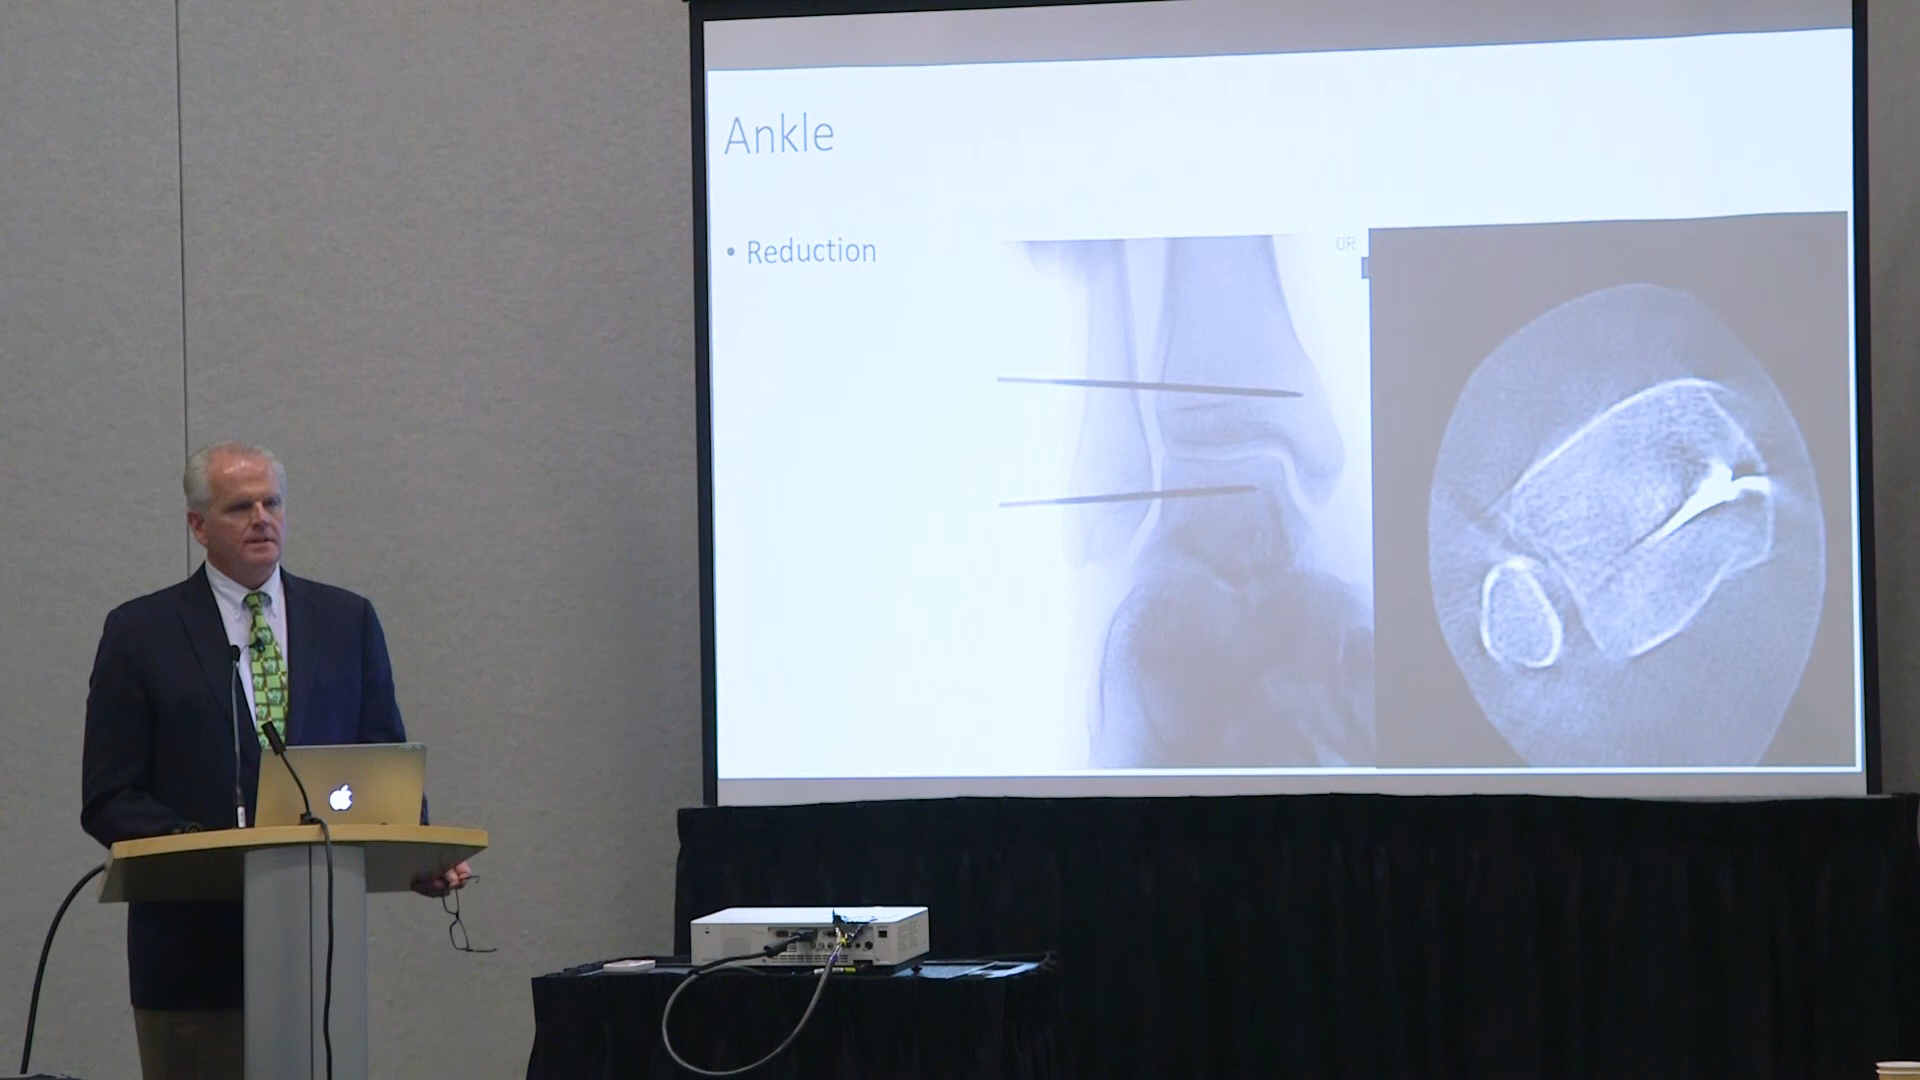 Ankle
• Reduction
OR